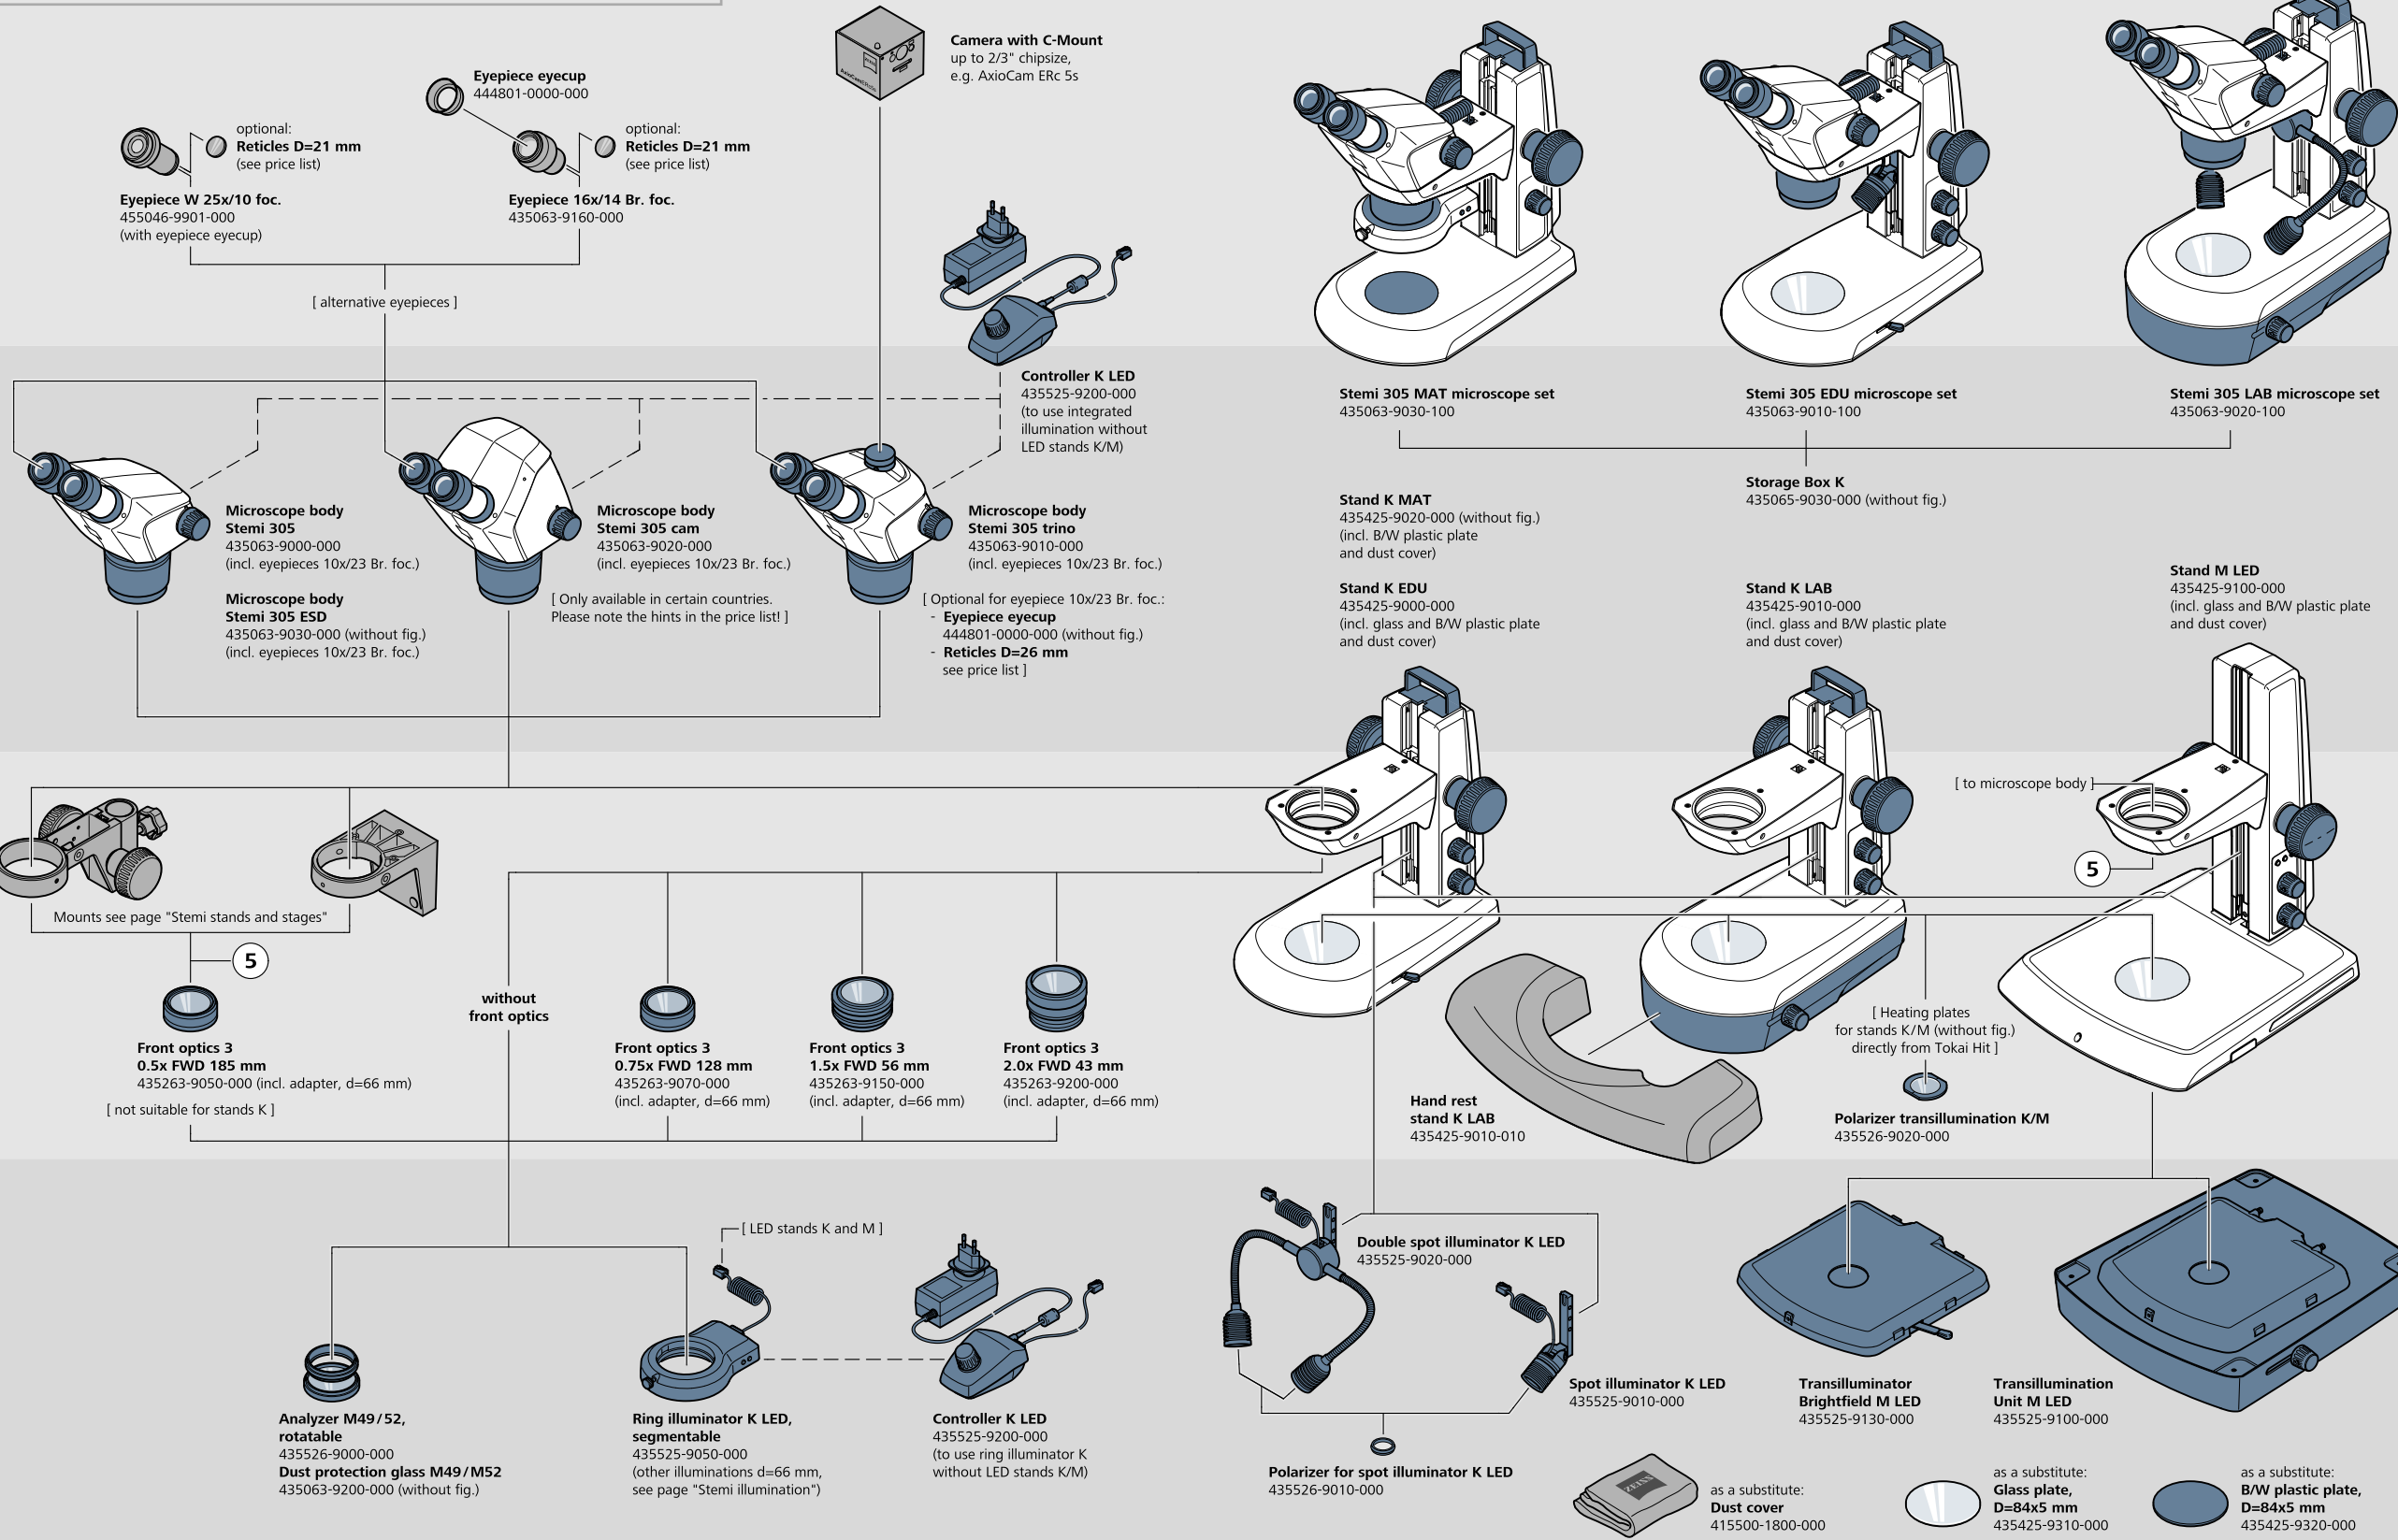 Camera with C-Mount
up to 2/3" chipsize,
e.g. AxioCam ERc 5s
Eyepiece eyecup
444801-0000-000
optional:
Reticles D=21 mm
(see price list)
optional:
Reticles D=21 mm
(see price list)
Eyepiece W 25x/10 foc.
455046-9901-000
(with eyepiece eyecup)
Eyepiece 16x/14 Br. foc.
435063-9160-000
[ alternative eyepieces ]
Controller K LED
435525-9200-000
(to use integrated
illumination without
LED stands K/M)
Stemi 305 MAT microscope set
435063-9030-100
Stemi 305 EDU microscope set
435063-9010-100
Stemi 305 LAB microscope set
435063-9020-100
Storage Box K
435065-9030-000 (without fig.)
Microscope body
Stemi 305
435063-9000-000
(incl. eyepieces 10x/23 Br. foc.)
Microscope body
Stemi 305 ESD
435063-9030-000 (without fig.)
(incl. eyepieces 10x/23 Br. foc.)
Microscope body
Stemi 305 cam
435063-9020-000
(incl. eyepieces 10x/23 Br. foc.)
[ Only available in certain countries.
Please note the hints in the price list! ]
Microscope body
Stemi 305 trino
435063-9010-000
(incl. eyepieces 10x/23 Br. foc.)
[ Optional for eyepiece 10x/23 Br. foc.:
- Eyepiece eyecup
444801-0000-000 (without fig.)
- Reticles D=26 mm
see price list ]
Stand K MAT
435425-9020-000 (without fig.)
(incl. B/W plastic plate
and dust cover)
Stand K EDU
435425-9000-000
(incl. glass and B/W plastic plate
and dust cover)
Stand K LAB
435425-9010-000
(incl. glass and B/W plastic plate
and dust cover)
Stand M LED
435425-9100-000
(incl. glass and B/W plastic plate
and dust cover)
[ to microscope body ]
5
Mounts see page "Stemi stands and stages"
5
without
front optics
Front optics 3
0.5x FWD 185 mm
435263-9050-000 (incl. adapter, d=66 mm)
[ not suitable for stands K ]
Front optics 3
0.75x FWD 128 mm
435263-9070-000
(incl. adapter, d=66 mm)
Front optics 3
1.5x FWD 56 mm
435263-9150-000
(incl. adapter, d=66 mm)
Front optics 3
2.0x FWD 43 mm
435263-9200-000
(incl. adapter, d=66 mm)
Hand rest
stand K LAB
435425-9010-010
[ Heating plates
for stands K/M (without fig.)
directly from Tokai Hit ]
Polarizer transillumination K/M
435526-9020-000
[ LED stands K and M ]
Analyzer M49/52,
rotatable
435526-9000-000
Dust protection glass M49/M52
435063-9200-000 (without fig.)
Ring illuminator K LED,
segmentable
435525-9050-000
(other illuminations d=66 mm,
see page "Stemi illumination")
Controller K LED
435525-9200-000
(to use ring illuminator K
without LED stands K/M)
Double spot illuminator K LED
435525-9020-000
Spot illuminator K LED
435525-9010-000
Polarizer for spot illuminator K LED
435526-9010-000
Transilluminator
Brightfield M LED
435525-9130-000
Transillumination
Unit M LED
435525-9100-000
ZEISS
as a substitute:
Dust cover
415500-1800-000
as a substitute:
Glass plate,
D=84x5 mm
435425-9310-000
as a substitute:
B/W plastic plate,
D=84x5 mm
435425-9320-000